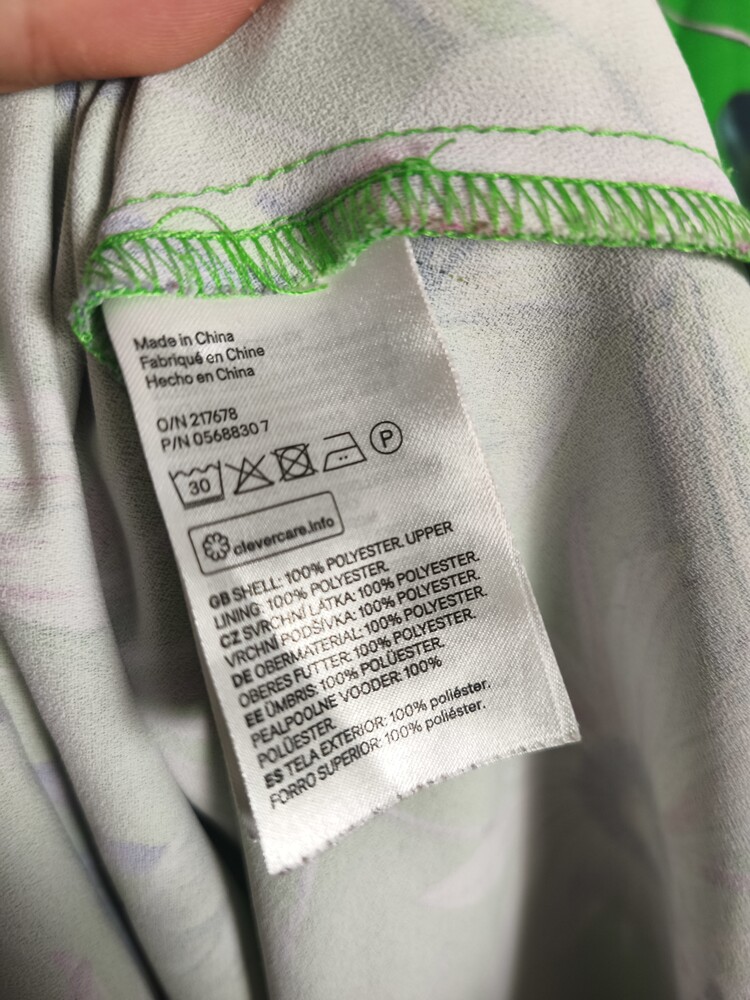 Made in China
Fabriqué en Chine
Hecho en China
O/N 217678
P/N 0568830 7
30
P
clevercare.info
GB SHELL: 100% POLYESTER. UPPER
LINING: 100% POLYESTER.
CZ SVRCHNÍ LÁTKA: 100% POLYESTER.
VRCHNÍ PODŠÍVKA: 100% POLYESTER.
DE OBERMATERIAL: 100% POLYESTER.
OBERES FUTTER: 100% POLYESTER.
EE ÜMBRIS: 100% POLÜESTER.
PEALPOOLNE VOODER: 100%
POLÜESTER.
ES TELA EXTERIOR: 100% poliéster.
FORRO SUPERIOR: 100% poliéster.